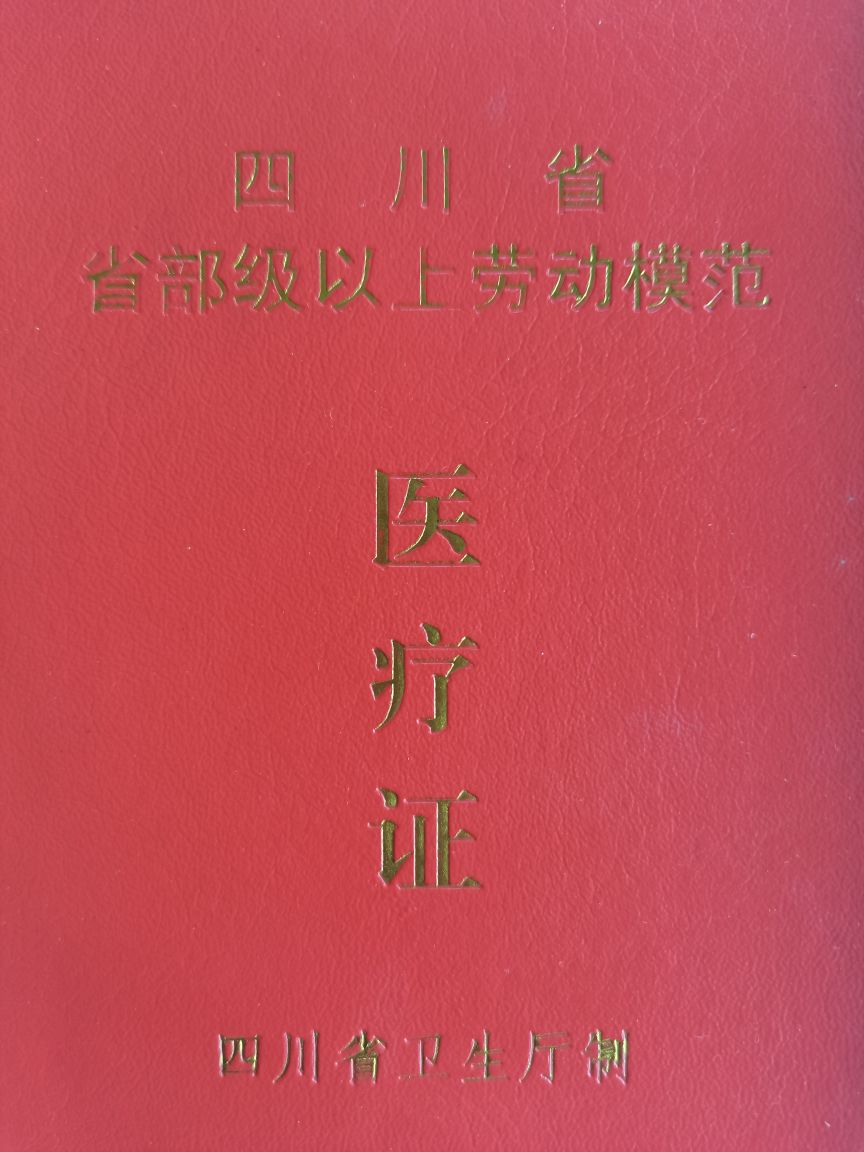 四川省
省部级以上劳动模范
医
疗
证
四川省卫生厅制